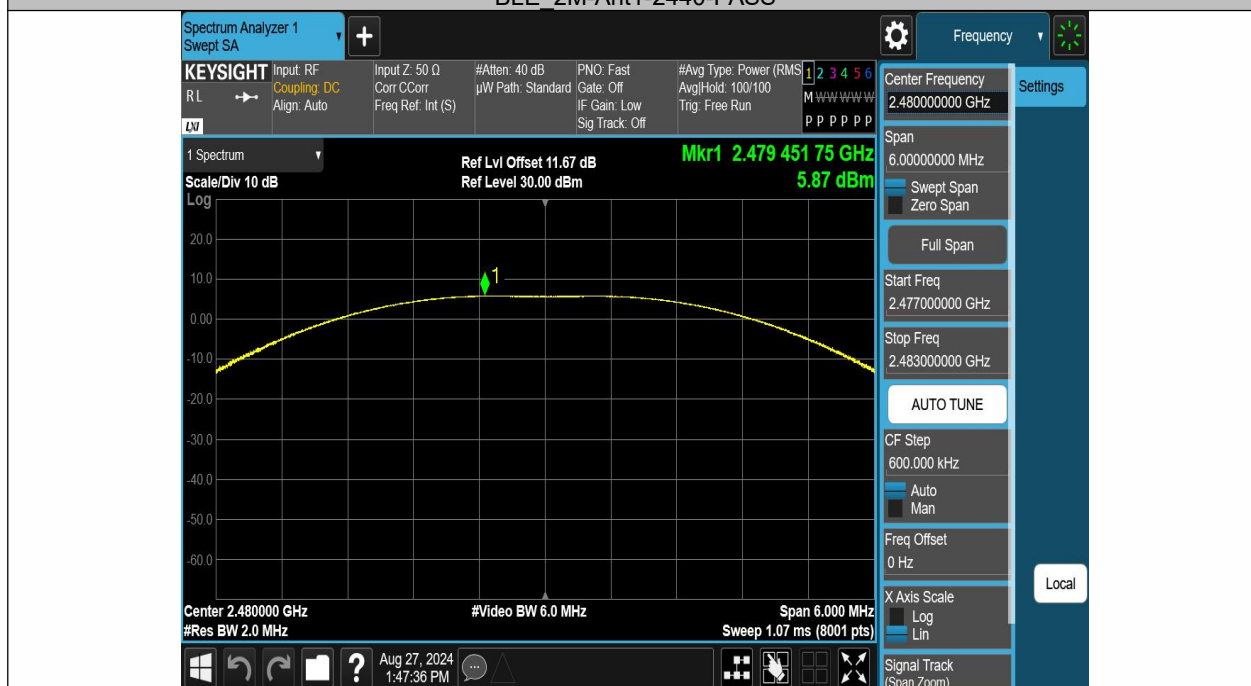 BLE_2M-Ant1-2440-PASS
Spectrum Analyzer 1
Swept SA
+
Frequency
KEYSIGHT
RL
LXI
Input: RF
Coupling: DC
Align: Auto
Input Z: 50 Ω
Corr CCorr
Freq Ref: Int (S)
#Atten: 40 dB
µW Path: Standard
PNO: Fast
Gate: Off
IF Gain: Low
Sig Track: Off
#Avg Type: Power (RMS
Avg|Hold: 100/100
Trig: Free Run
1 2 3 4 5 6
M W W W W W
P P P P P P
1 Spectrum
Scale/Div 10 dB
Log
Ref Lvl Offset 11.67 dB
Ref Level 30.00 dBm
Mkr1 2.479 451 75 GHz
5.87 dBm
20.0
10.0
1
0.00
-10.0
-20.0
-30.0
-40.0
-50.0
-60.0
Center 2.480000 GHz
#Video BW 6.0 MHz
Span 6.000 MHz
#Res BW 2.0 MHz
Sweep 1.07 ms (8001 pts)
?
Aug 27, 2024
1:47:36 PM
Center Frequency
2.480000000 GHz
Settings
Span
6.00000000 MHz
Swept Span
Zero Span
Full Span
Start Freq
2.477000000 GHz
Stop Freq
2.483000000 GHz
AUTO TUNE
CF Step
600.000 kHz
Auto
Man
Freq Offset
0 Hz
Local
X Axis Scale
Log
Lin
Signal Track
(Span Zoom)